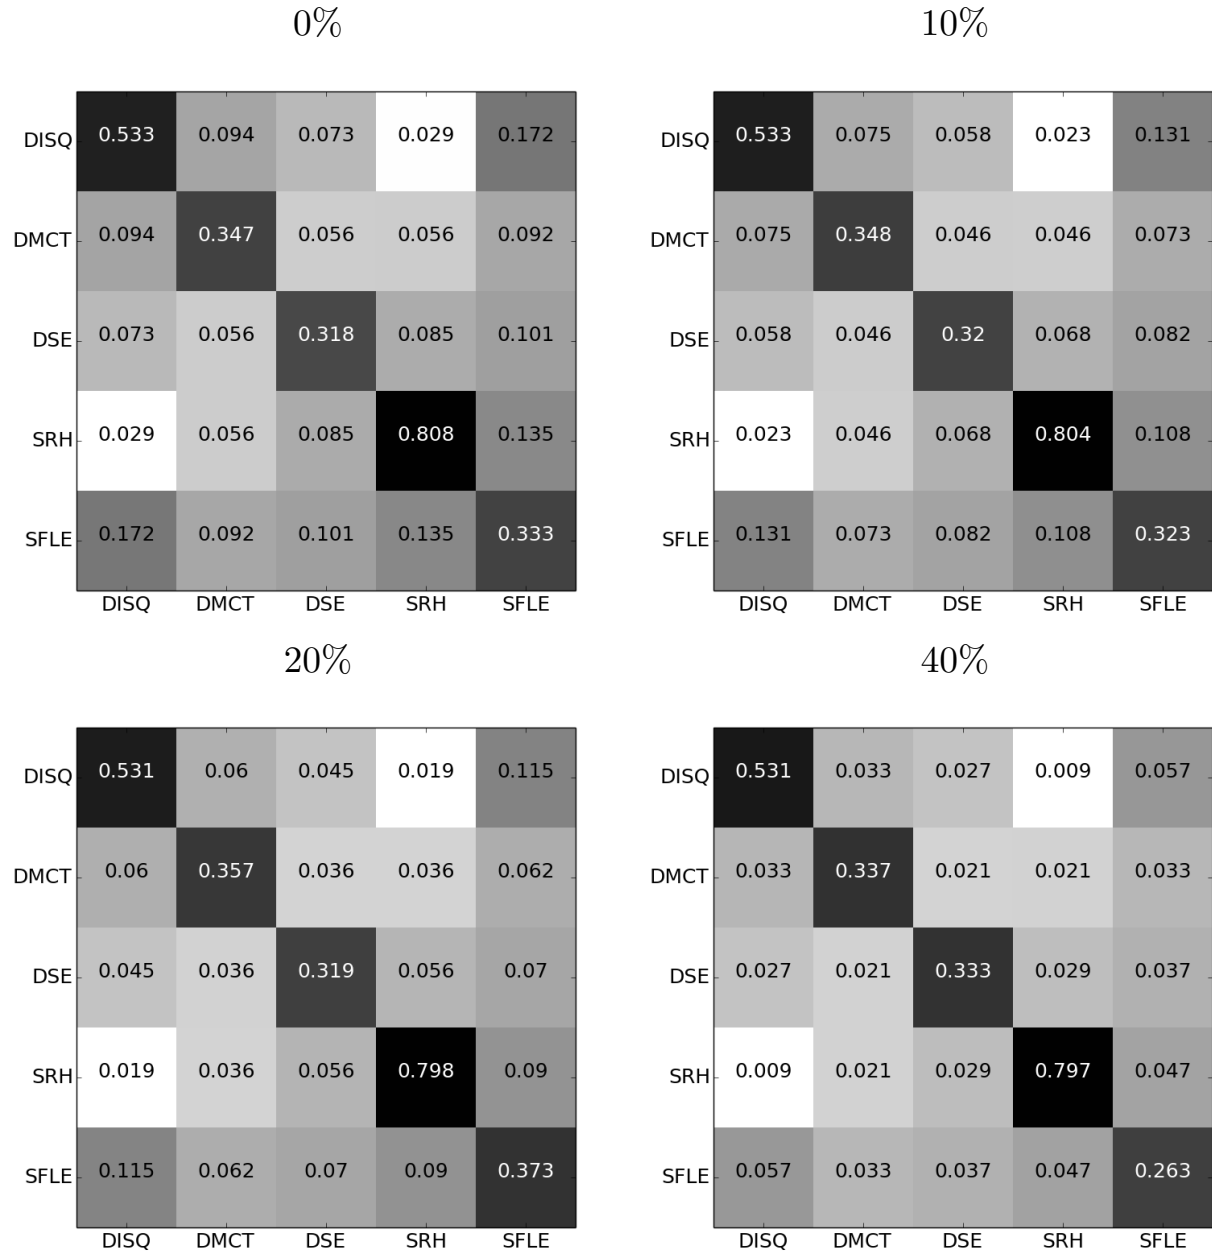 0%
10%
DISQ 0.533 0.094 0.073 0.029 0.172
DMCT 0.094 0.347 0.056 0.056 0.092
DSE 0.073 0.056 0.318 0.085 0.101
SRH 0.029 0.056 0.085 0.808 0.135
SFLE 0.172 0.092 0.101 0.135 0.333
DISQ DMCT DSE SRH SFLE
DISQ 0.533 0.075 0.058 0.023 0.131
DMCT 0.075 0.348 0.046 0.046 0.073
DSE 0.058 0.046 0.32 0.068 0.082
SRH 0.023 0.046 0.068 0.804 0.108
SFLE 0.131 0.073 0.082 0.108 0.323
DISQ DMCT DSE SRH SFLE
20%
40%
DISQ 0.531 0.06 0.045 0.019 0.115
DMCT 0.06 0.357 0.036 0.036 0.062
DSE 0.045 0.036 0.319 0.056 0.07
SRH 0.019 0.036 0.056 0.798 0.09
SFLE 0.115 0.062 0.07 0.09 0.373
DISQ DMCT DSE SRH SFLE
DISQ 0.531 0.033 0.027 0.009 0.057
DMCT 0.033 0.337 0.021 0.021 0.033
DSE 0.027 0.021 0.333 0.029 0.037
SRH 0.009 0.021 0.029 0.797 0.047
SFLE 0.057 0.033 0.037 0.047 0.263
DISQ DMCT DSE SRH SFLE